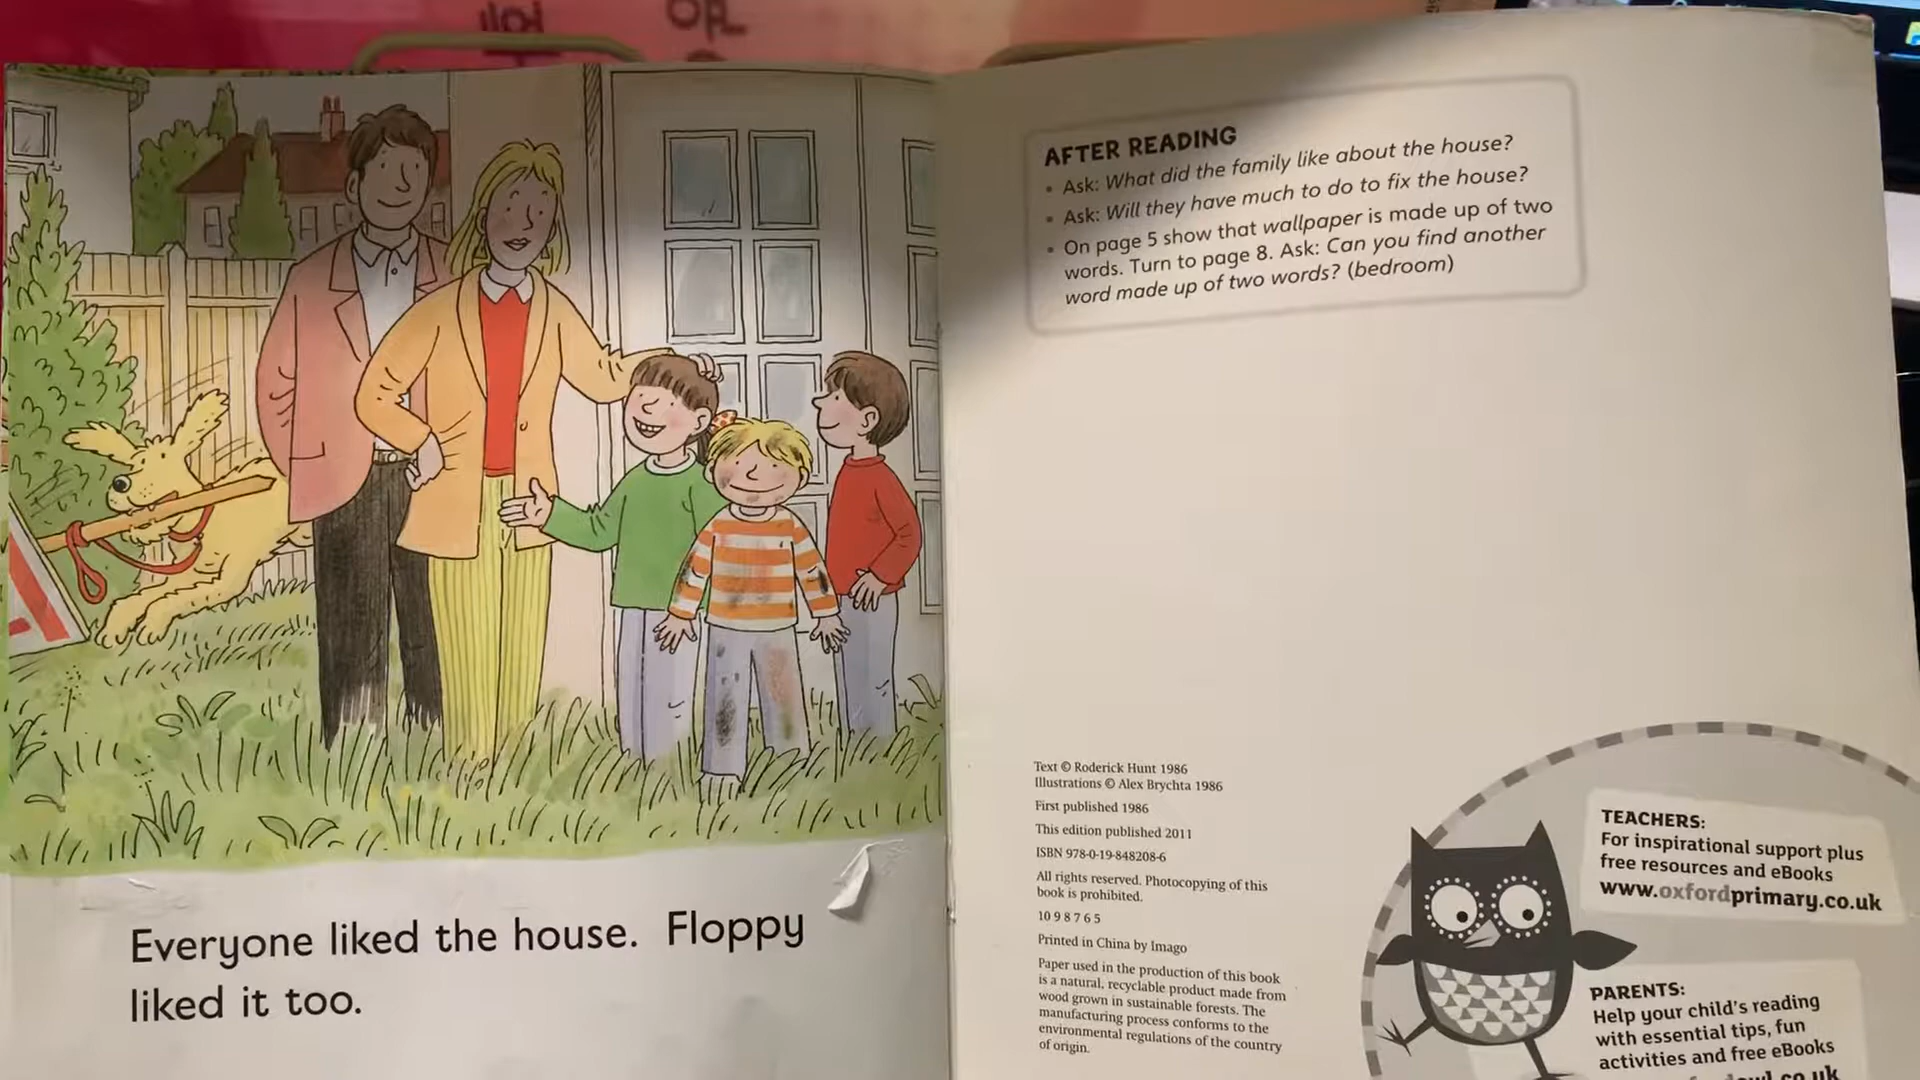 Everyone liked the house. Floppy
liked it too.
AFTER READING
• Ask: What did the family like about the house?
• Ask: Will they have much to do to fix the house?
• On page 5 show that wallpaper is made up of two
words. Turn to page 8. Ask: Can you find another
word made up of two words? (bedroom)
Text © Roderick Hunt 1986
Illustrations © Alex Brychta 1986
First published 1986
This edition published 2011
ISBN 978-0-19-848208-6
All rights reserved. Photocopying of this
book is prohibited.
10 9 8 7 6 5
Printed in China by Imago
Paper used in the production of this book
is a natural, recyclable product made from
wood grown in sustainable forests. The
manufacturing process conforms to the
environmental regulations of the country
of origin.
TEACHERS:
For inspirational support plus
free resources and eBooks
www.oxfordprimary.co.uk
PARENTS:
Help your child's reading
with essential tips, fun
activities and free eBooks